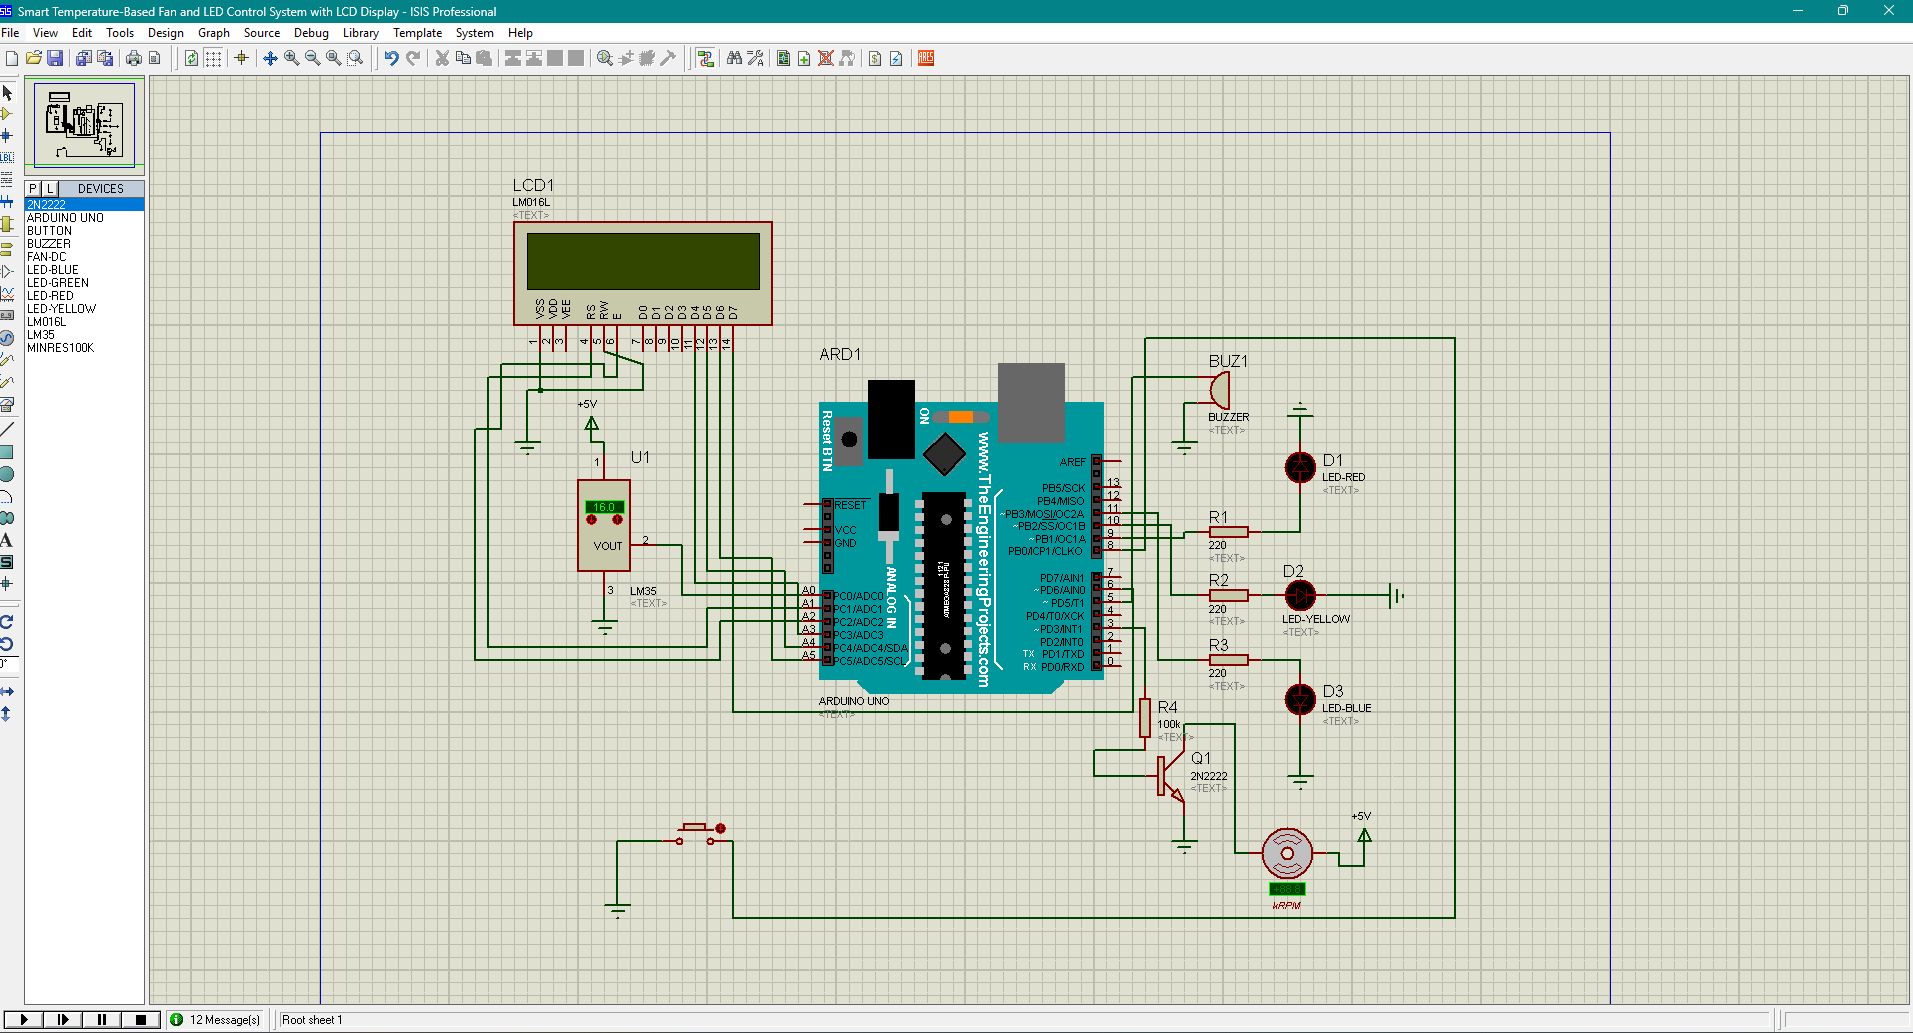 Smart Temperature-Based Fan and LED Control System with LCD Display - ISIS Professional
File View Edit Tools Design Graph Source Debug Library Template System Help
P L DEVICES
2N2222
ARDUINO UNO
BUTTON
BUZZER
FAN-DC
LED-BLUE
LED-GREEN
LED-RED
LED-YELLOW
LM016L
LM35
MINRES100K
LBL
A
S
0°
ARES
LCD1
LM016L
<TEXT>
VSS VDD VEE RS RW E D0 D1 D2 D3 D4 D5 D6 D7
1 2 3 4 5 6 7 8 9 10 11 12 13 14
+5V
U1
1
16.0
VOUT
2
3
LM35
<TEXT>
ARD1
Reset BTN
ON
www.TheEngineeringProjects.com
ANALOG IN
RESET
VCC
GND
A0 PC0/ADC0
A1 PC1/ADC1
A2 PC2/ADC2
A3 PC3/ADC3
A4 PC4/ADC4/SDA
A5 PC5/ADC5/SCL
AREF
PB5/SCK 13
PB4/MISO 12
~PB3/MOSI/OC2A 11
~PB2/SS/OC1B 10
~PB1/OC1A 9
PB0/ICP1/CLKO 8
PD7/AIN1 7
~PD6/AIN0 6
~PD5/T1 5
PD4/T0/XCK 4
~PD3/INT1 3
PD2/INT0 2
TX PD1/TXD 1
RX PD0/RXD 0
ARDUINO UNO
<TEXT>
BUZ1
BUZZER
<TEXT>
D1
LED-RED
<TEXT>
R1
220
<TEXT>
R2
220
<TEXT>
D2
LED-YELLOW
<TEXT>
R3
220
<TEXT>
D3
LED-BLUE
<TEXT>
R4
100k
<TEXT>
Q1
2N2222
<TEXT>
+5V
+88.8
kRPM
12 Message(s)
Root sheet 1